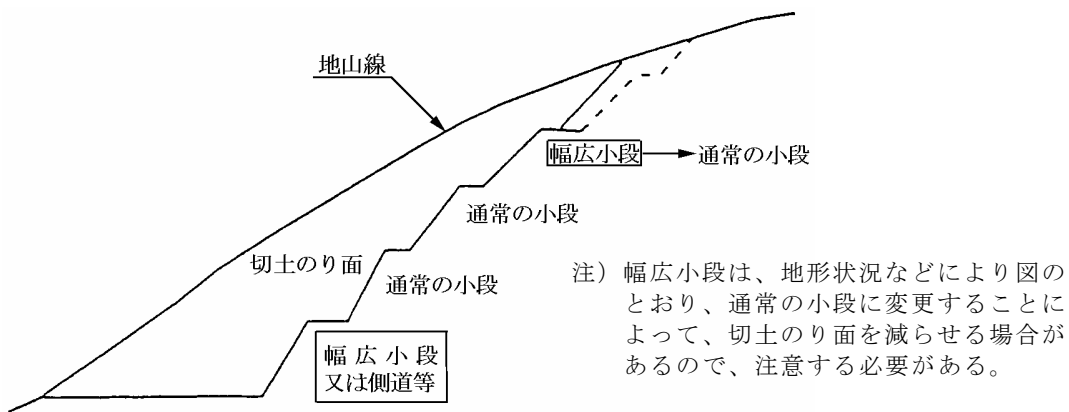 地山線
幅広小段
通常の小段
通常の小段
切土のり面
通常の小段
幅広小段
又は側道等
注）幅広小段は、地形状況などにより図の
とおり、通常の小段に変更することに
よって、切土のり面を減らせる場合が
あるので、注意する必要がある。